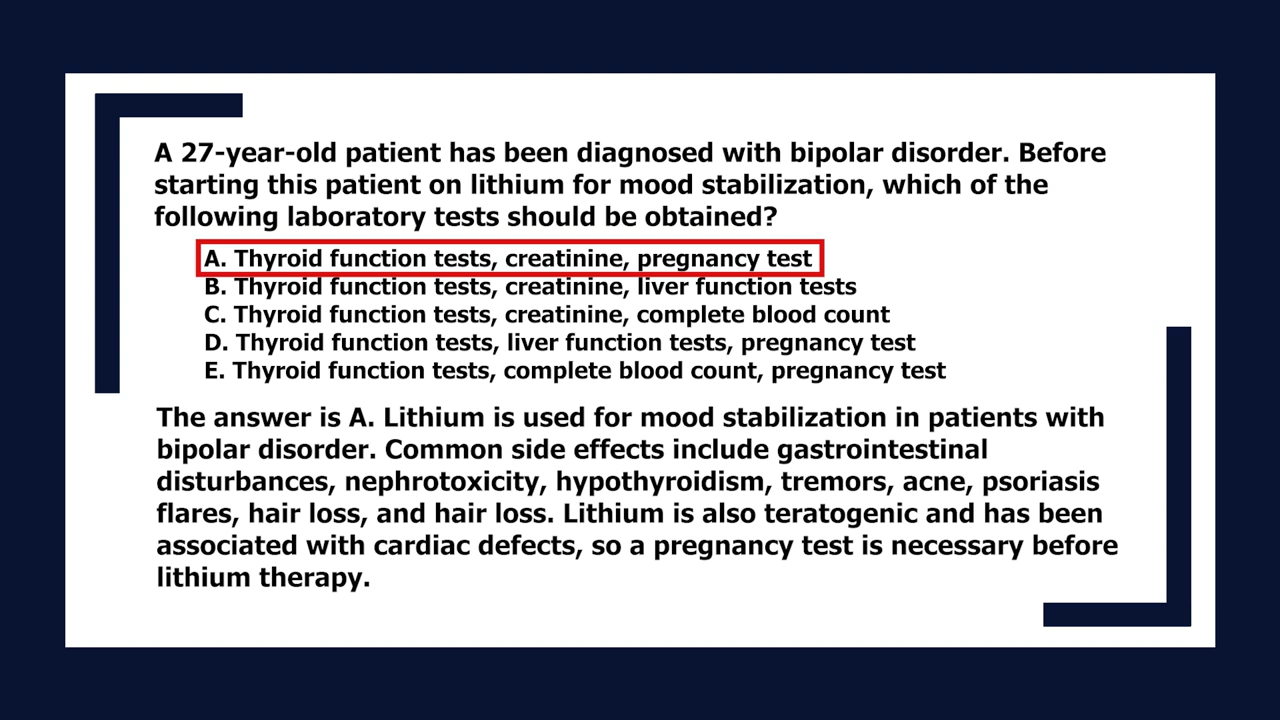 A 27-year-old patient has been diagnosed with bipolar disorder. Before
starting this patient on lithium for mood stabilization, which of the
following laboratory tests should be obtained?
A. Thyroid function tests, creatinine, pregnancy test
B. Thyroid function tests, creatinine, liver function tests
C. Thyroid function tests, creatinine, complete blood count
D. Thyroid function tests, liver function tests, pregnancy test
E. Thyroid function tests, complete blood count, pregnancy test
The answer is A. Lithium is used for mood stabilization in patients with
bipolar disorder. Common side effects include gastrointestinal
disturbances, nephrotoxicity, hypothyroidism, tremors, acne, psoriasis
flares, hair loss, and hair loss. Lithium is also teratogenic and has been
associated with cardiac defects, so a pregnancy test is necessary before
lithium therapy.